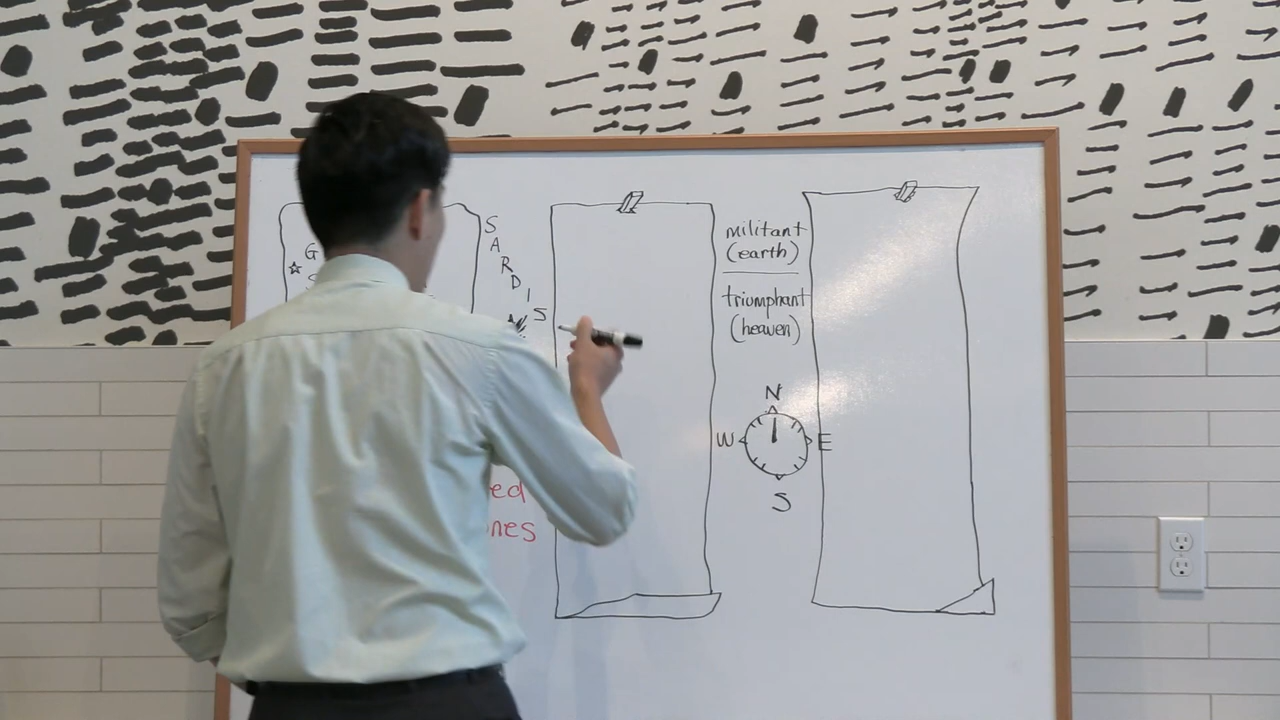 G
S
SARDIS
ed
nes
militant
(earth)
triumphant
(heaven)
N
W E
S